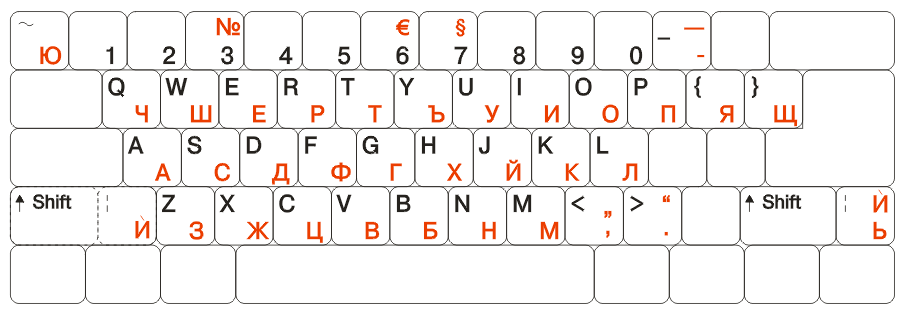 ~ Ю 1 2 № 3 4 5 € 6 § 7 8 9 0 _ — -
Q Ч W Ш E Е R Р T Т Y Ъ U У I И O О P П { Я } Щ
A А S С D Д F Ф G Г H Х J Й K К L Л
Shift ¦ Ѝ Z З X Ж C Ц V В B Б N Н M М < „ , > “ . Shift ¦ Ѝ Ь